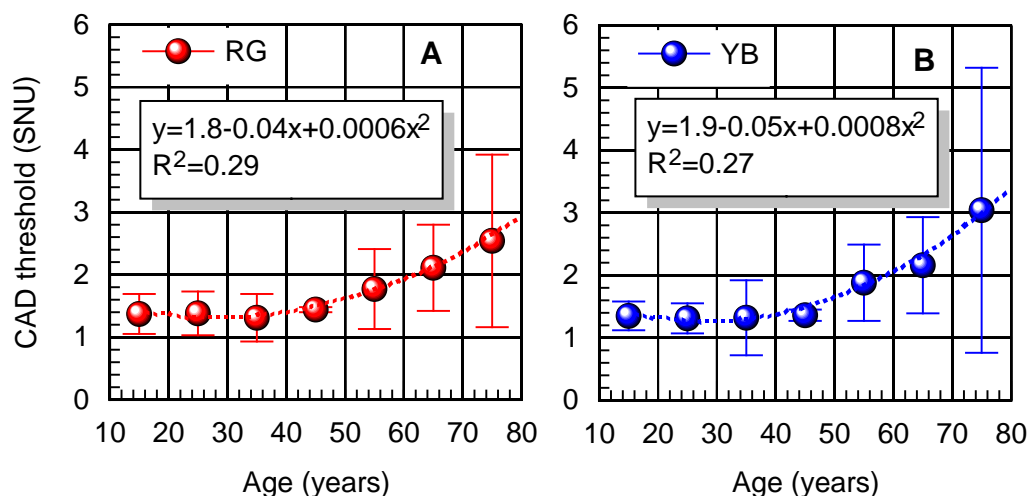 RG
A
y=1.8-0.04x+0.0006x²
R²=0.29
CAD threshold (SNU)
6
5
4
3
2
1
0
10 20 30 40 50 60 70 80
Age (years)
YB
B
y=1.9-0.05x+0.0008x²
R²=0.27
6
5
4
3
2
1
0
10 20 30 40 50 60 70 80
Age (years)